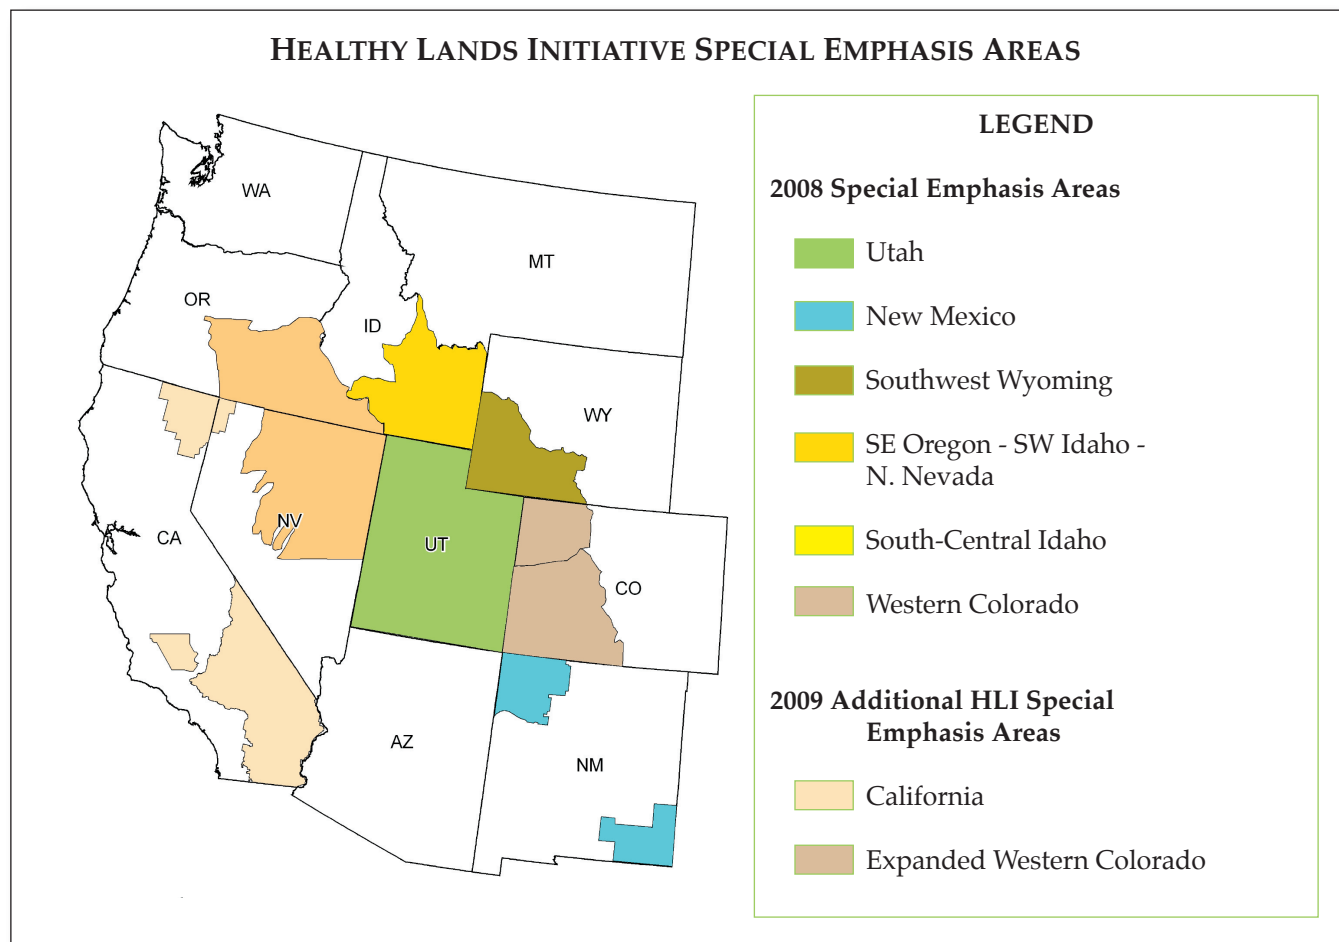 HEALTHY LANDS INITIATIVE SPECIAL EMPHASIS AREAS
LEGEND
2008 Special Emphasis Areas
Utah
New Mexico
Southwest Wyoming
SE Oregon - SW Idaho -
N. Nevada
South-Central Idaho
Western Colorado
2009 Additional HLI Special
Emphasis Areas
California
Expanded Western Colorado
WA
MT
OR
ID
WY
NV
CA
UT
CO
AZ
NM